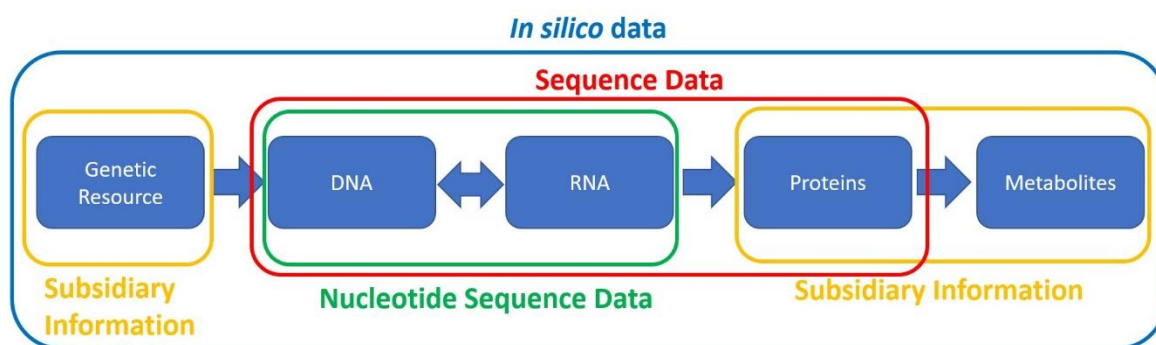 In silico data
Sequence Data
Genetic
Resource
DNA
RNA
Proteins
Metabolites
Subsidiary
Information
Nucleotide Sequence Data
Subsidiary Information